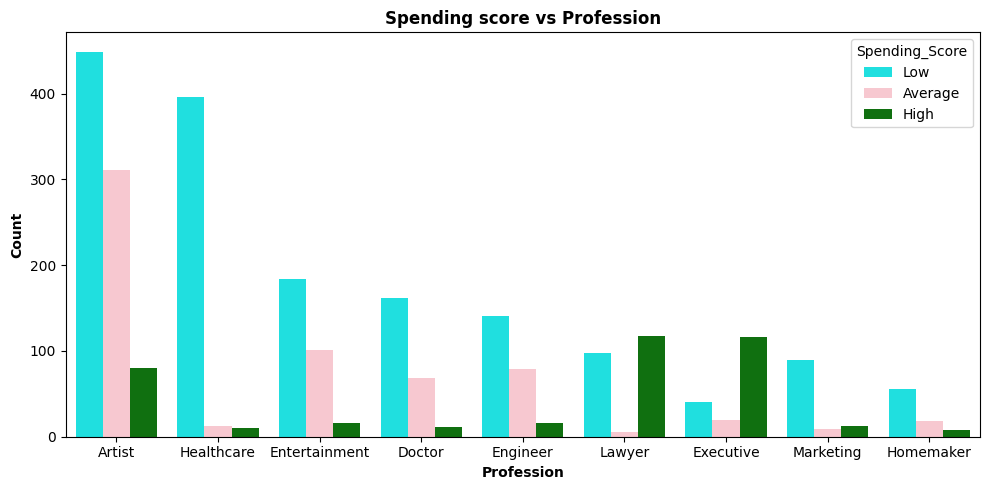 Spending score vs Profession
Spending_Score
Low
Average
High
400
300
200
100
0
Count
Artist
Healthcare
Entertainment
Doctor
Engineer
Lawyer
Executive
Marketing
Homemaker
Profession